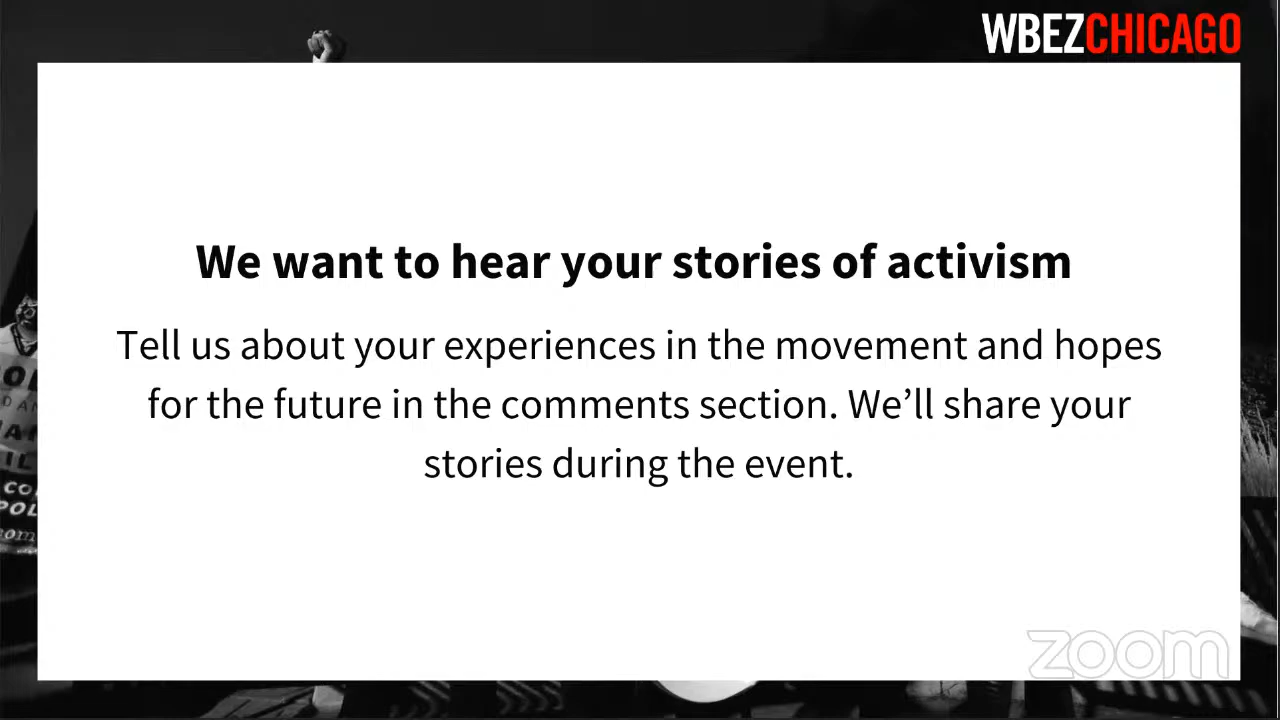 WBEZCHICAGO
We want to hear your stories of activism
Tell us about your experiences in the movement and hopes
for the future in the comments section. We’ll share your
stories during the event.
zoom